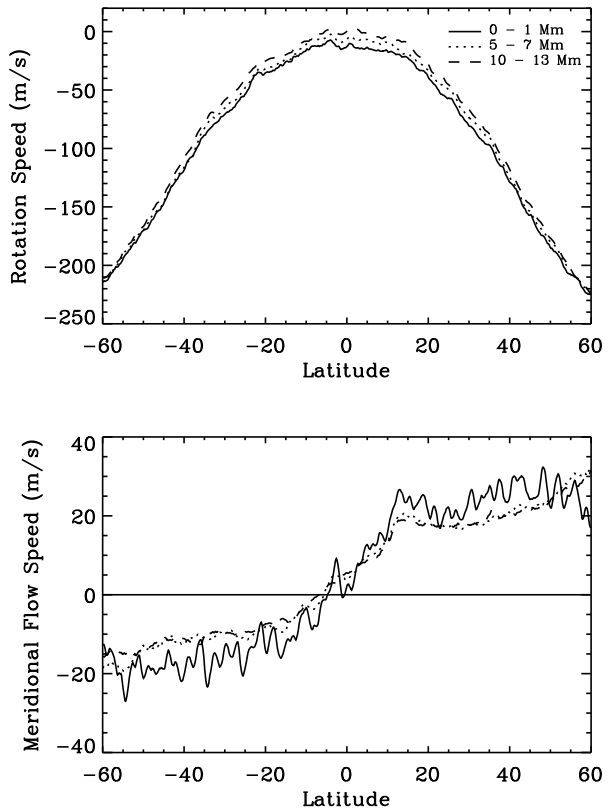 0
−50
−100
−150
−200
−250
Rotation Speed (m/s)
0 − 1 Mm
5 − 7 Mm
10 − 13 Mm
−60 −40 −20 0 20 40 60
Latitude
40
20
0
−20
−40
Meridional Flow Speed (m/s)
−60 −40 −20 0 20 40 60
Latitude